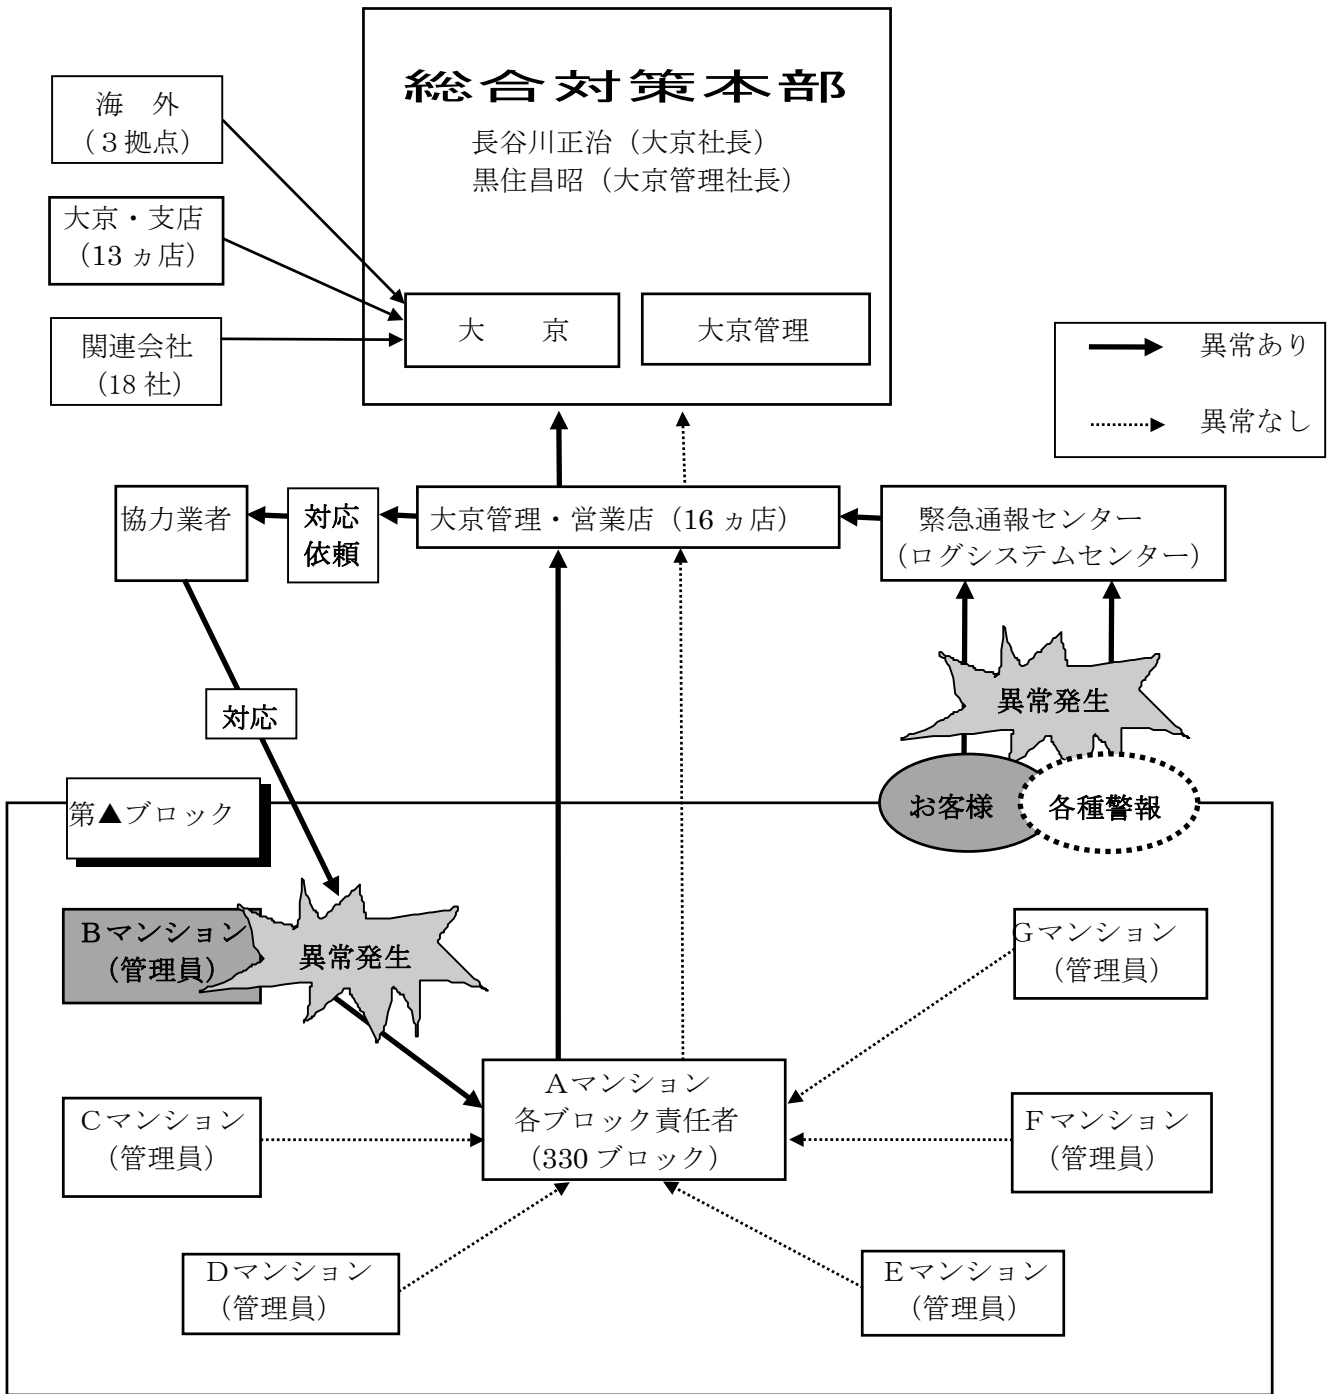 総合対策本部
長谷川正治（大京社長）
黒住昌昭（大京管理社長）
海　外
（３拠点）
大京・支店
（13 ヵ店）
関連会社
（18 社）
大　　京
大京管理
異常あり
異常なし
協力業者
対応
依頼
大京管理・営業店（16 ヵ店）
緊急通報センター
（ログシステムセンター）
異常発生
お客様
各種警報
対応
第▲ブロック
Ｂマンション
（管理員）
異常発生
Ｇマンション
（管理員）
Ａマンション
各ブロック責任者
（330 ブロック）
Ｃマンション
（管理員）
Ｆマンション
（管理員）
Ｄマンション
（管理員）
Ｅマンション
（管理員）